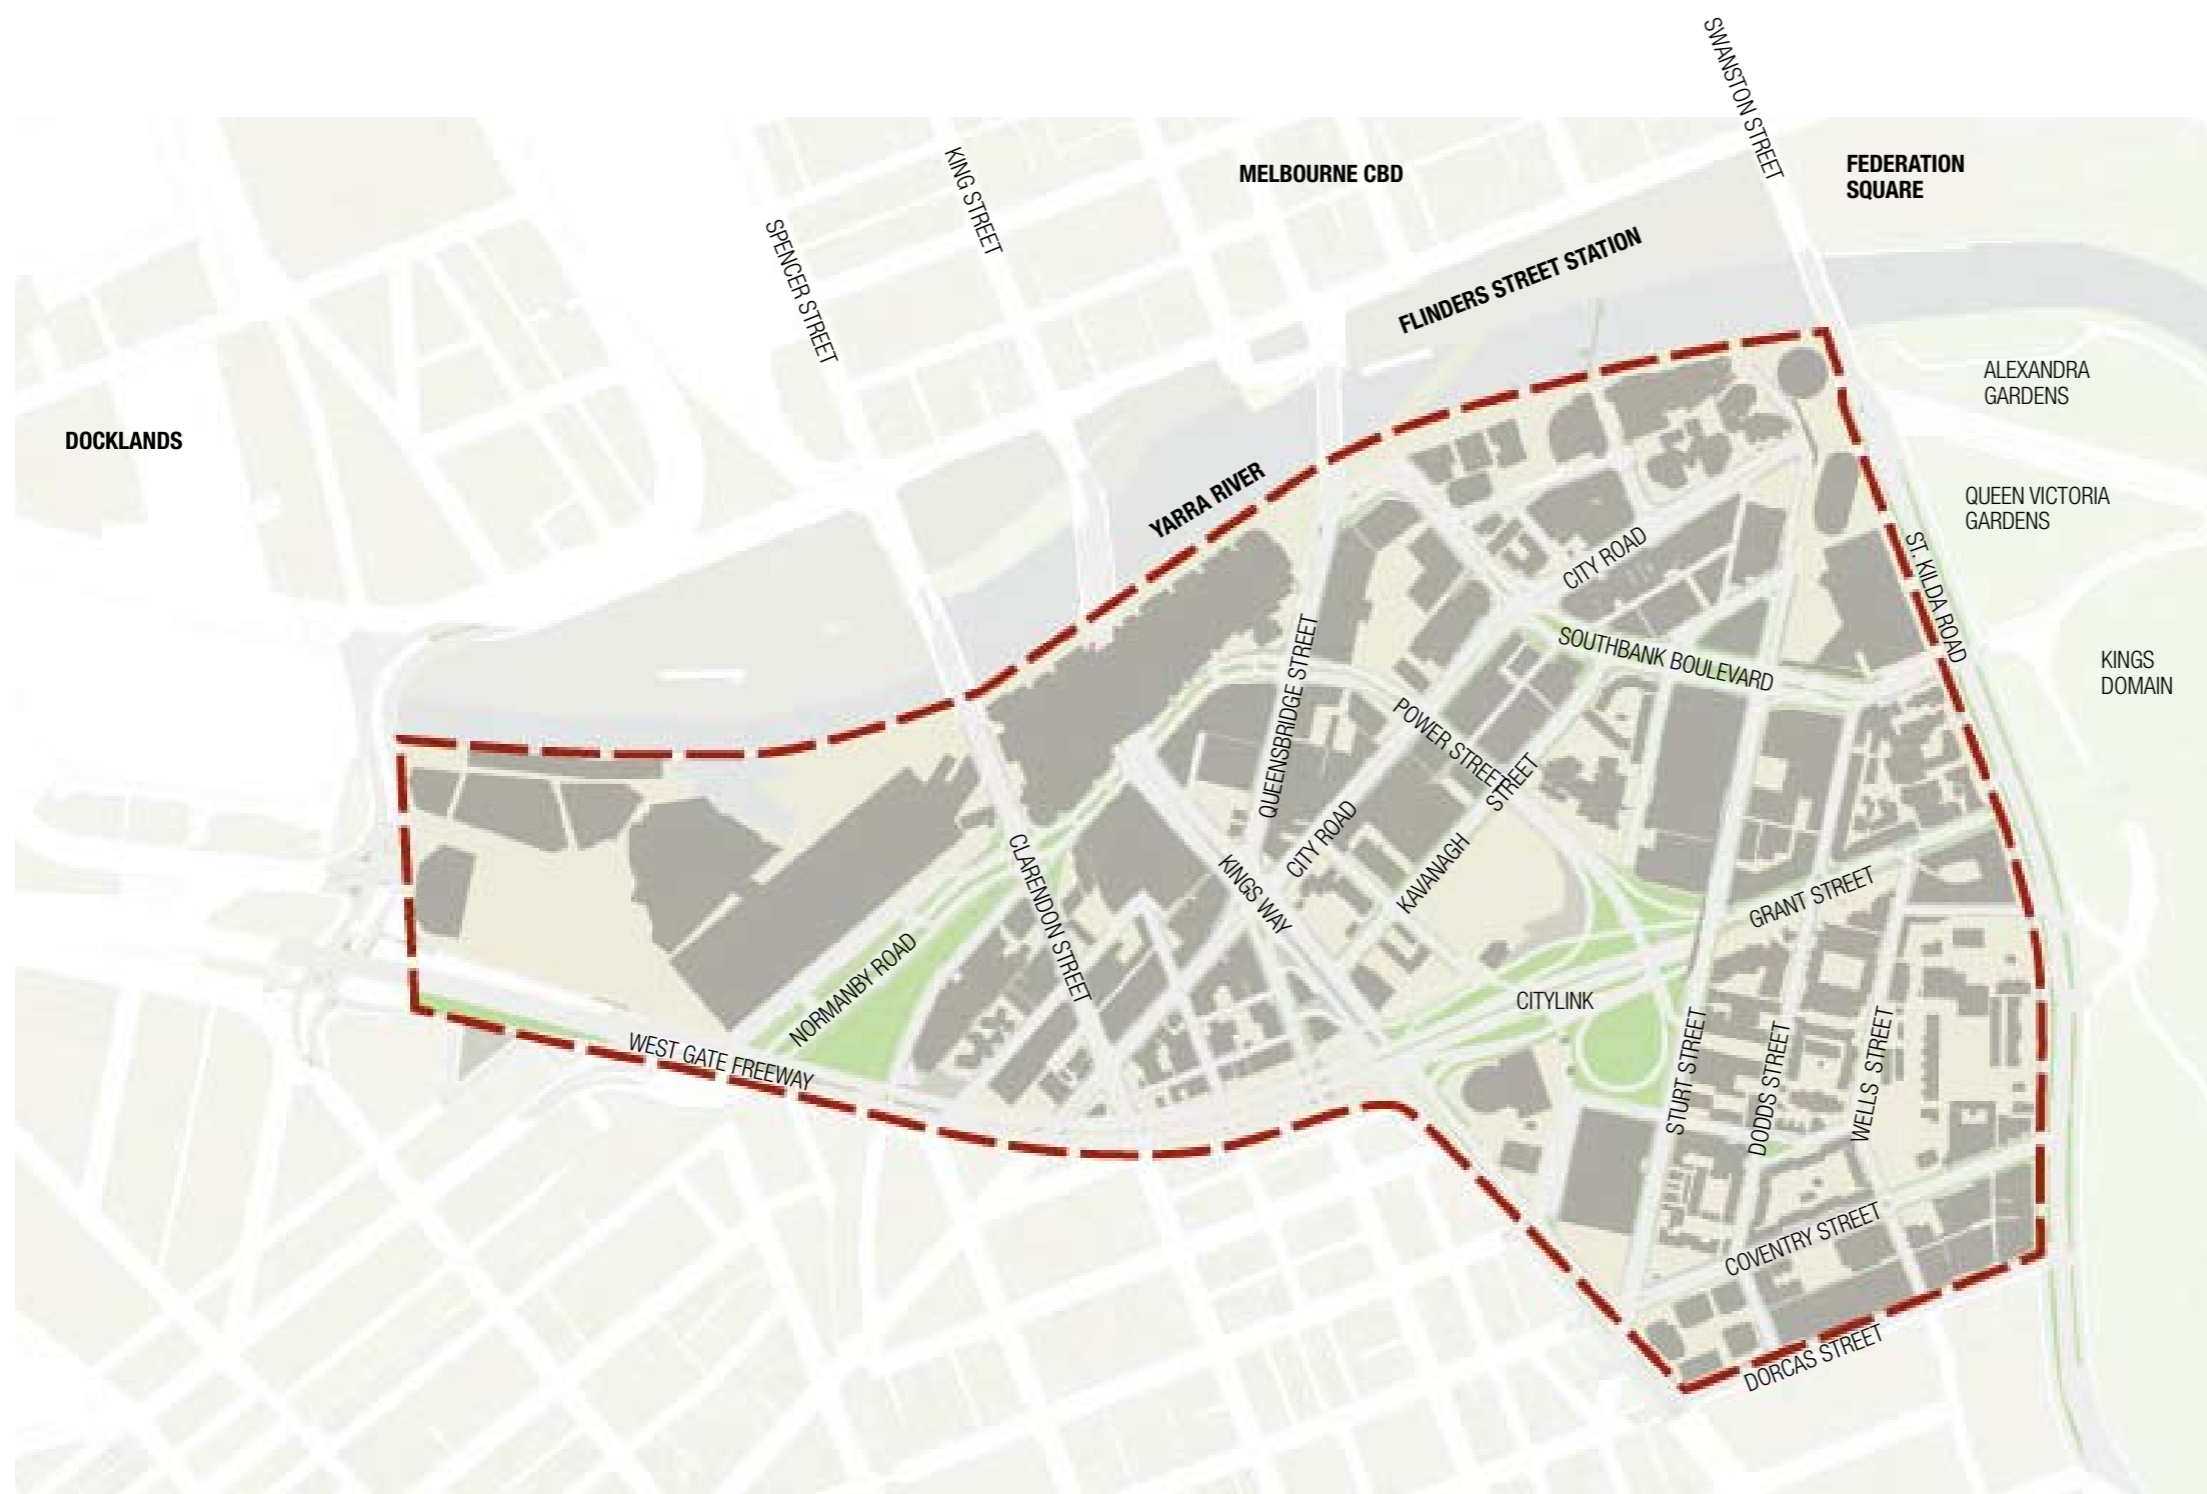 SWANSTON STREET
KING STREET
MELBOURNE CBD
FEDERATION
SQUARE
SPENCER STREET
FLINDERS STREET STATION
ALEXANDRA
GARDENS
DOCKLANDS
YARRA RIVER
QUEEN VICTORIA
GARDENS
CITY ROAD
ST. KILDA ROAD
SOUTHBANK BOULEVARD
KINGS
DOMAIN
QUEENSBRIDGE STREET
POWER STREET
KAVANAGH STREET
CITY ROAD
CLARENDON STREET
KINGS WAY
GRANT STREET
NORMANBY ROAD
CITYLINK
WEST GATE FREEWAY
STURT STREET
DODDS STREET
WELLS STREET
COVENTRY STREET
DORCAS STREET